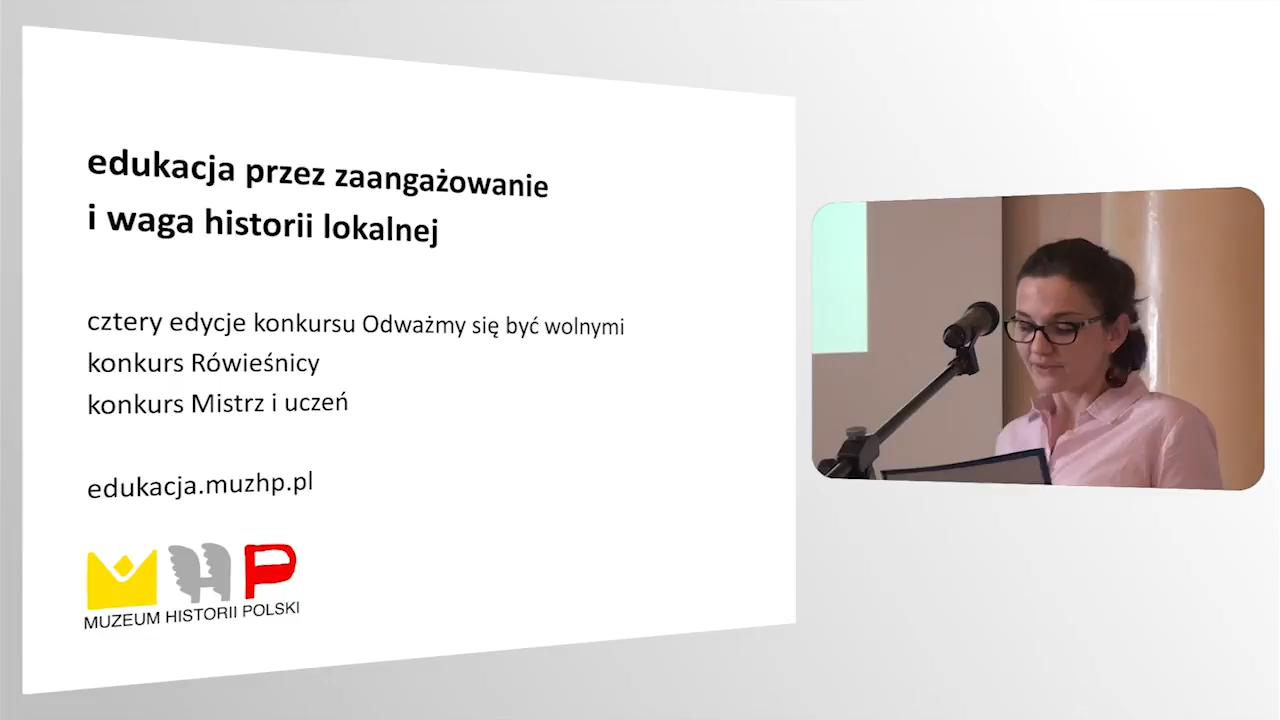 edukacja przez zaangażowanie
i waga historii lokalnej
cztery edycje konkursu Odważmy się być wolnymi
konkurs Rówieśnicy
konkurs Mistrz i uczeń
edukacja.muzhp.pl
MHP
MUZEUM HISTORII POLSKI